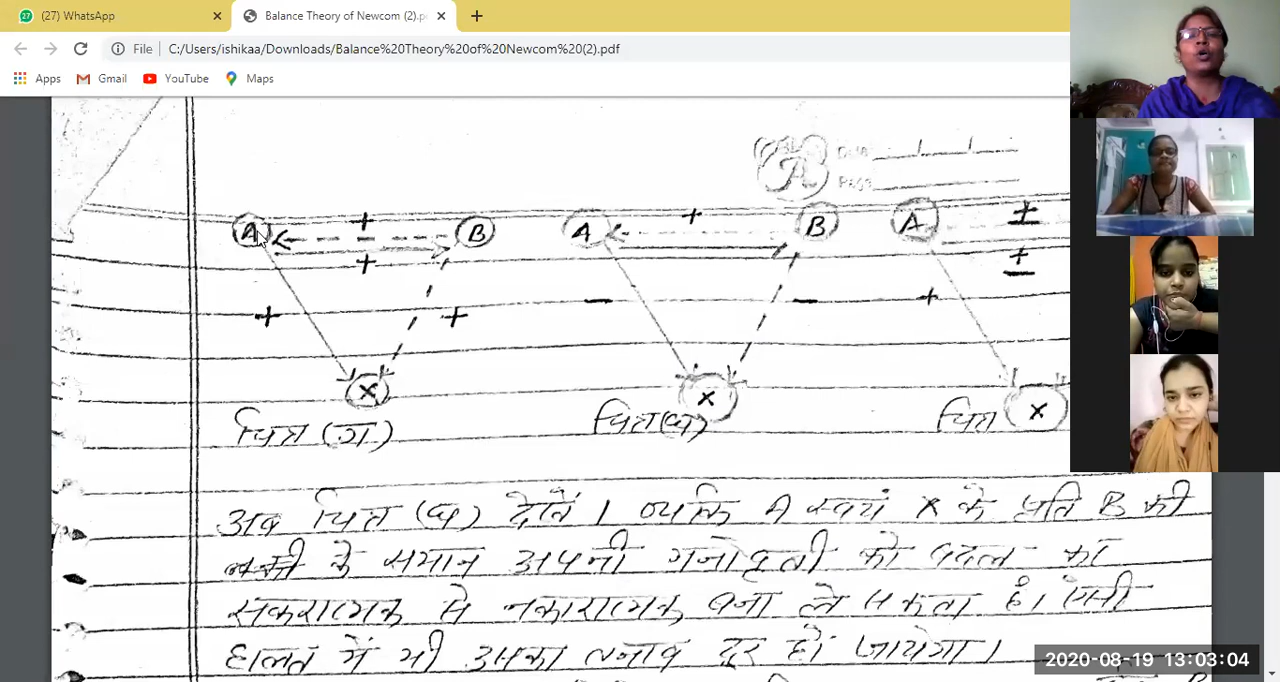 (27) WhatsApp
Balance Theory of Newcom (2).p
File C:/Users/ishikaa/Downloads/Balance%20Theory%20of%20Newcom%20(2).pdf
Apps Gmail YouTube Maps
A + B A + B A ±
+ ±
+ + - - +
X X X
चित्र (ग) चित्र (घ) चित्र
अब चित्र (घ) देखें। व्यक्ति A स्वयं X के प्रति B की
के समान अपनी मनोवृत्ती को बदल कर
सकारात्मक से नकारात्मक बना ले सकता है। ऐसी
हालत में भी उसका तनाव दूर हो जायेगा।
2020-08-19 13:03:04